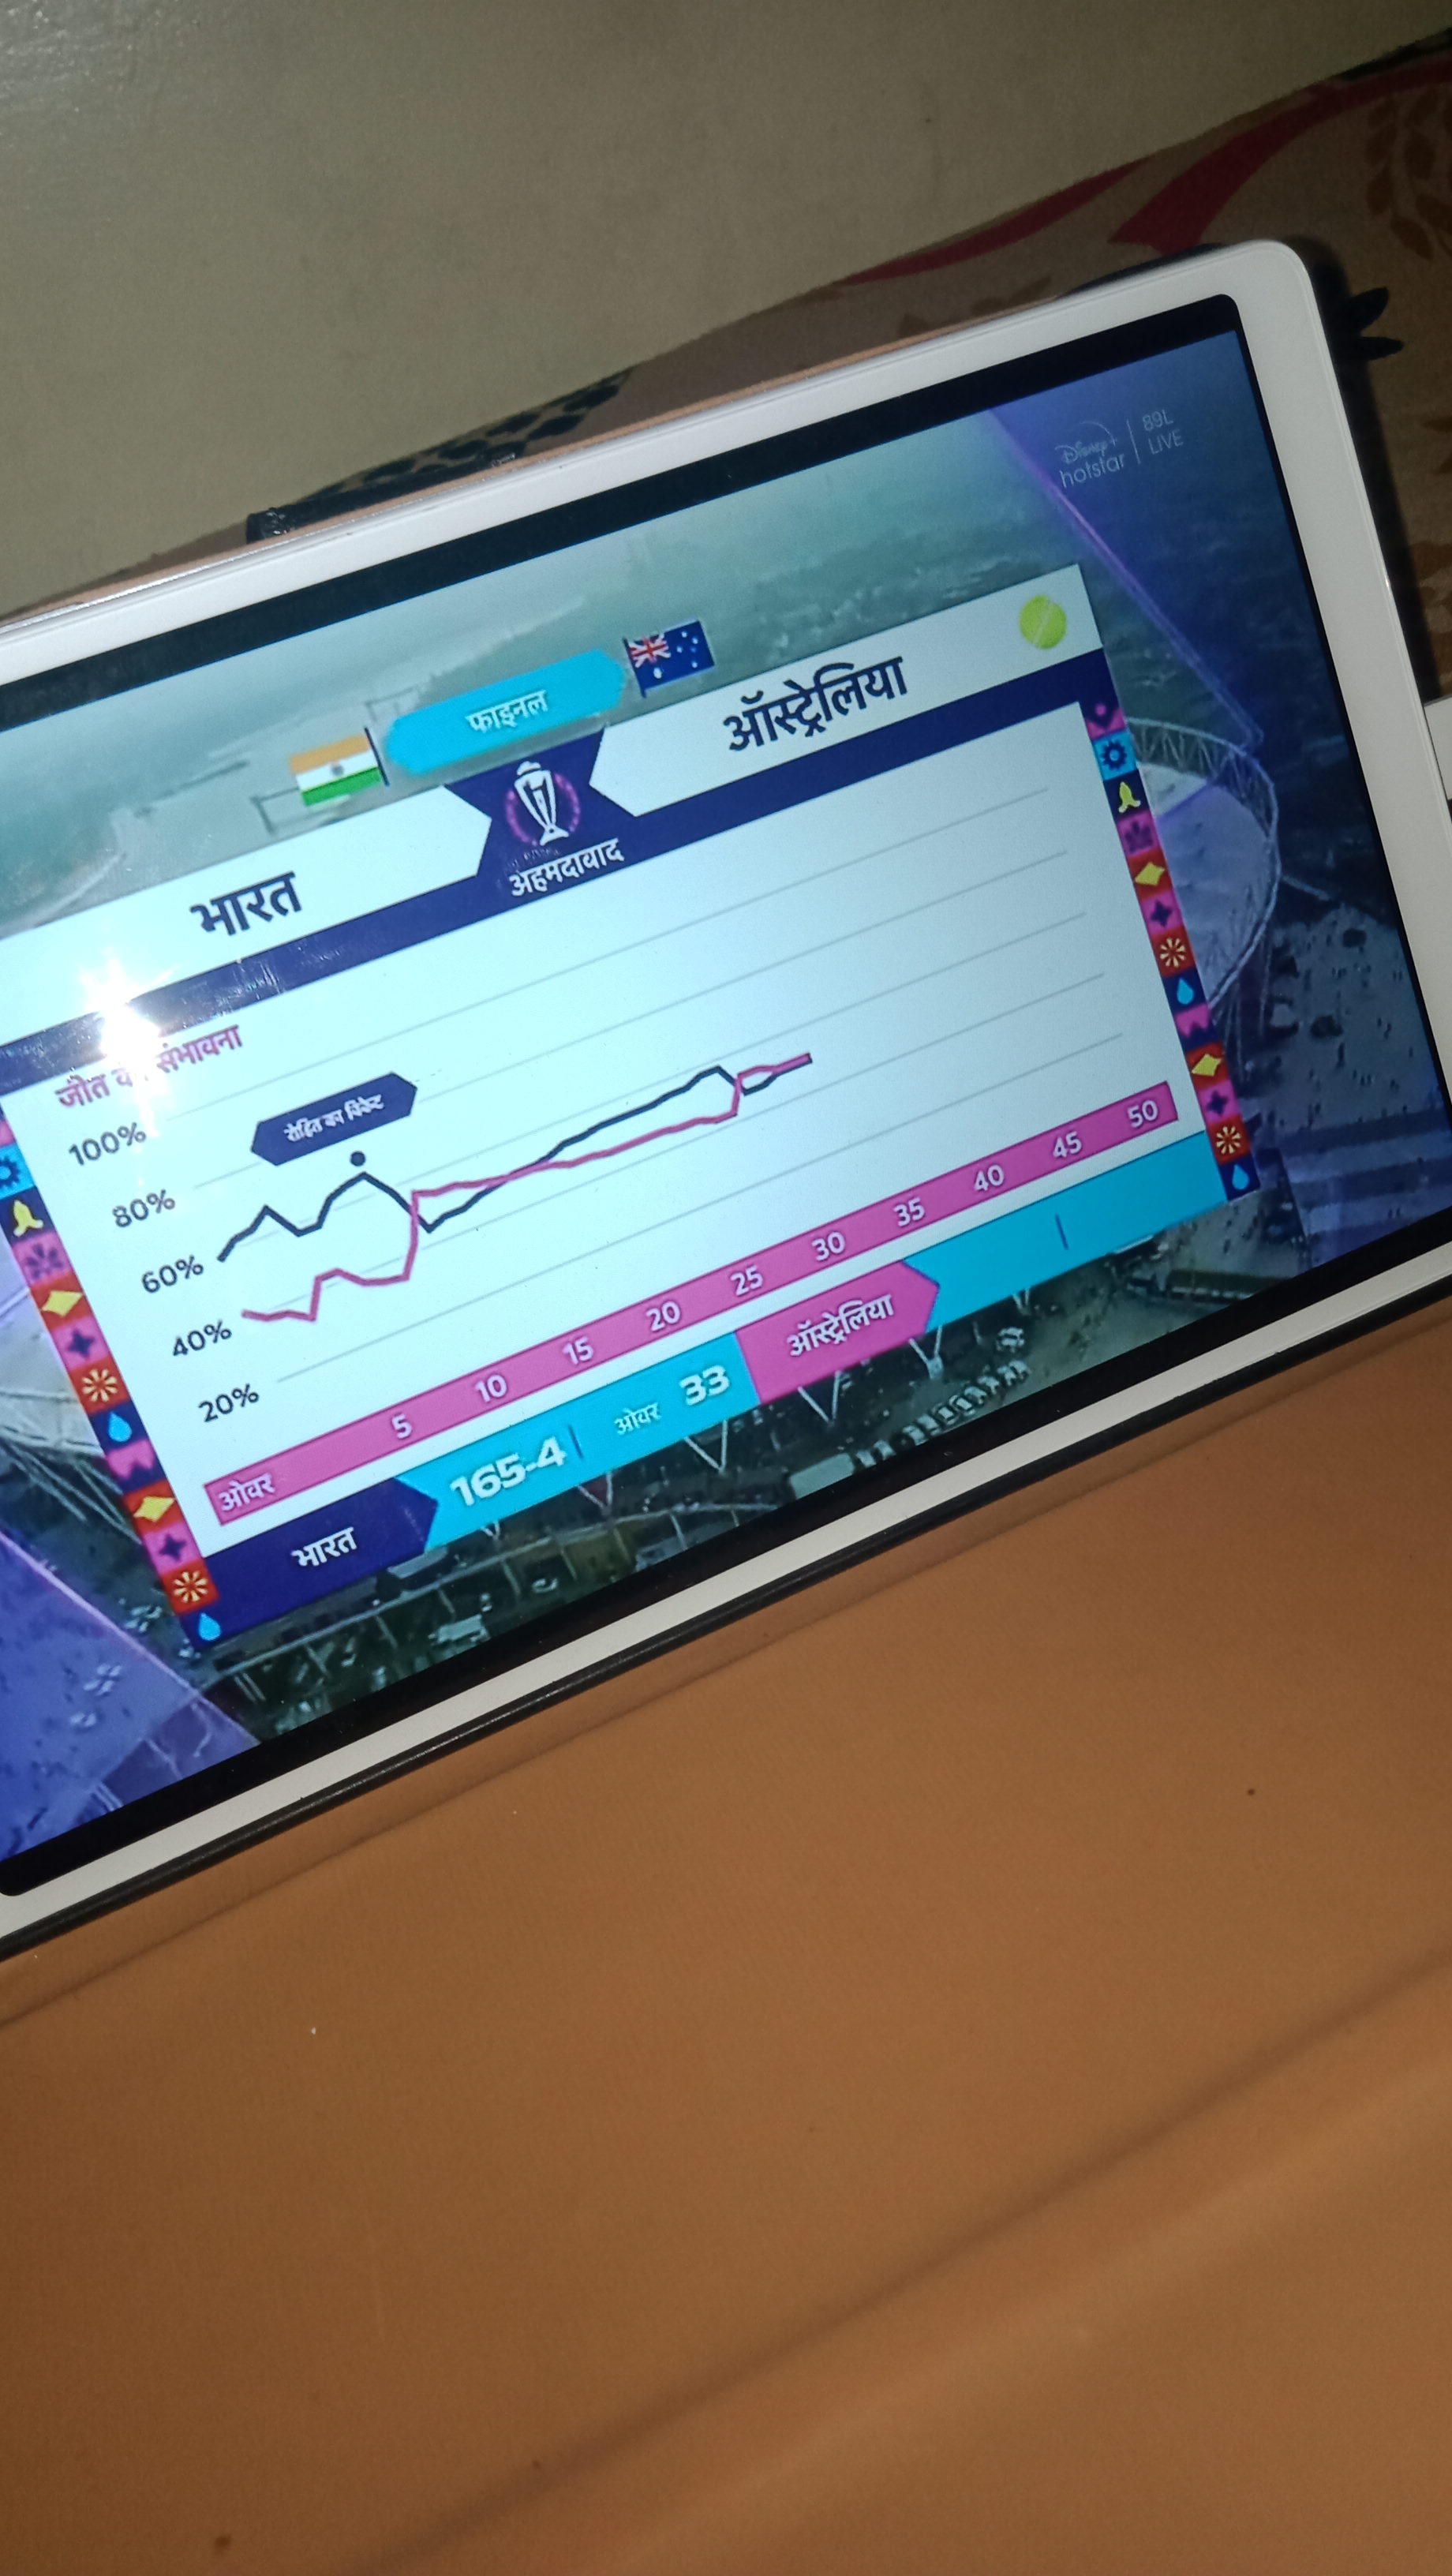 Disney+ hotstar
89L LIVE
फाइनल
भारत
ऑस्ट्रेलिया
अहमदाबाद
जीत की संभावना
100%
80%
60%
40%
20%
रोहित का विकेट
ओवर 5 10 15 20 25 30 35 40 45 50
भारत 165-4 ओवर 33 ऑस्ट्रेलिया